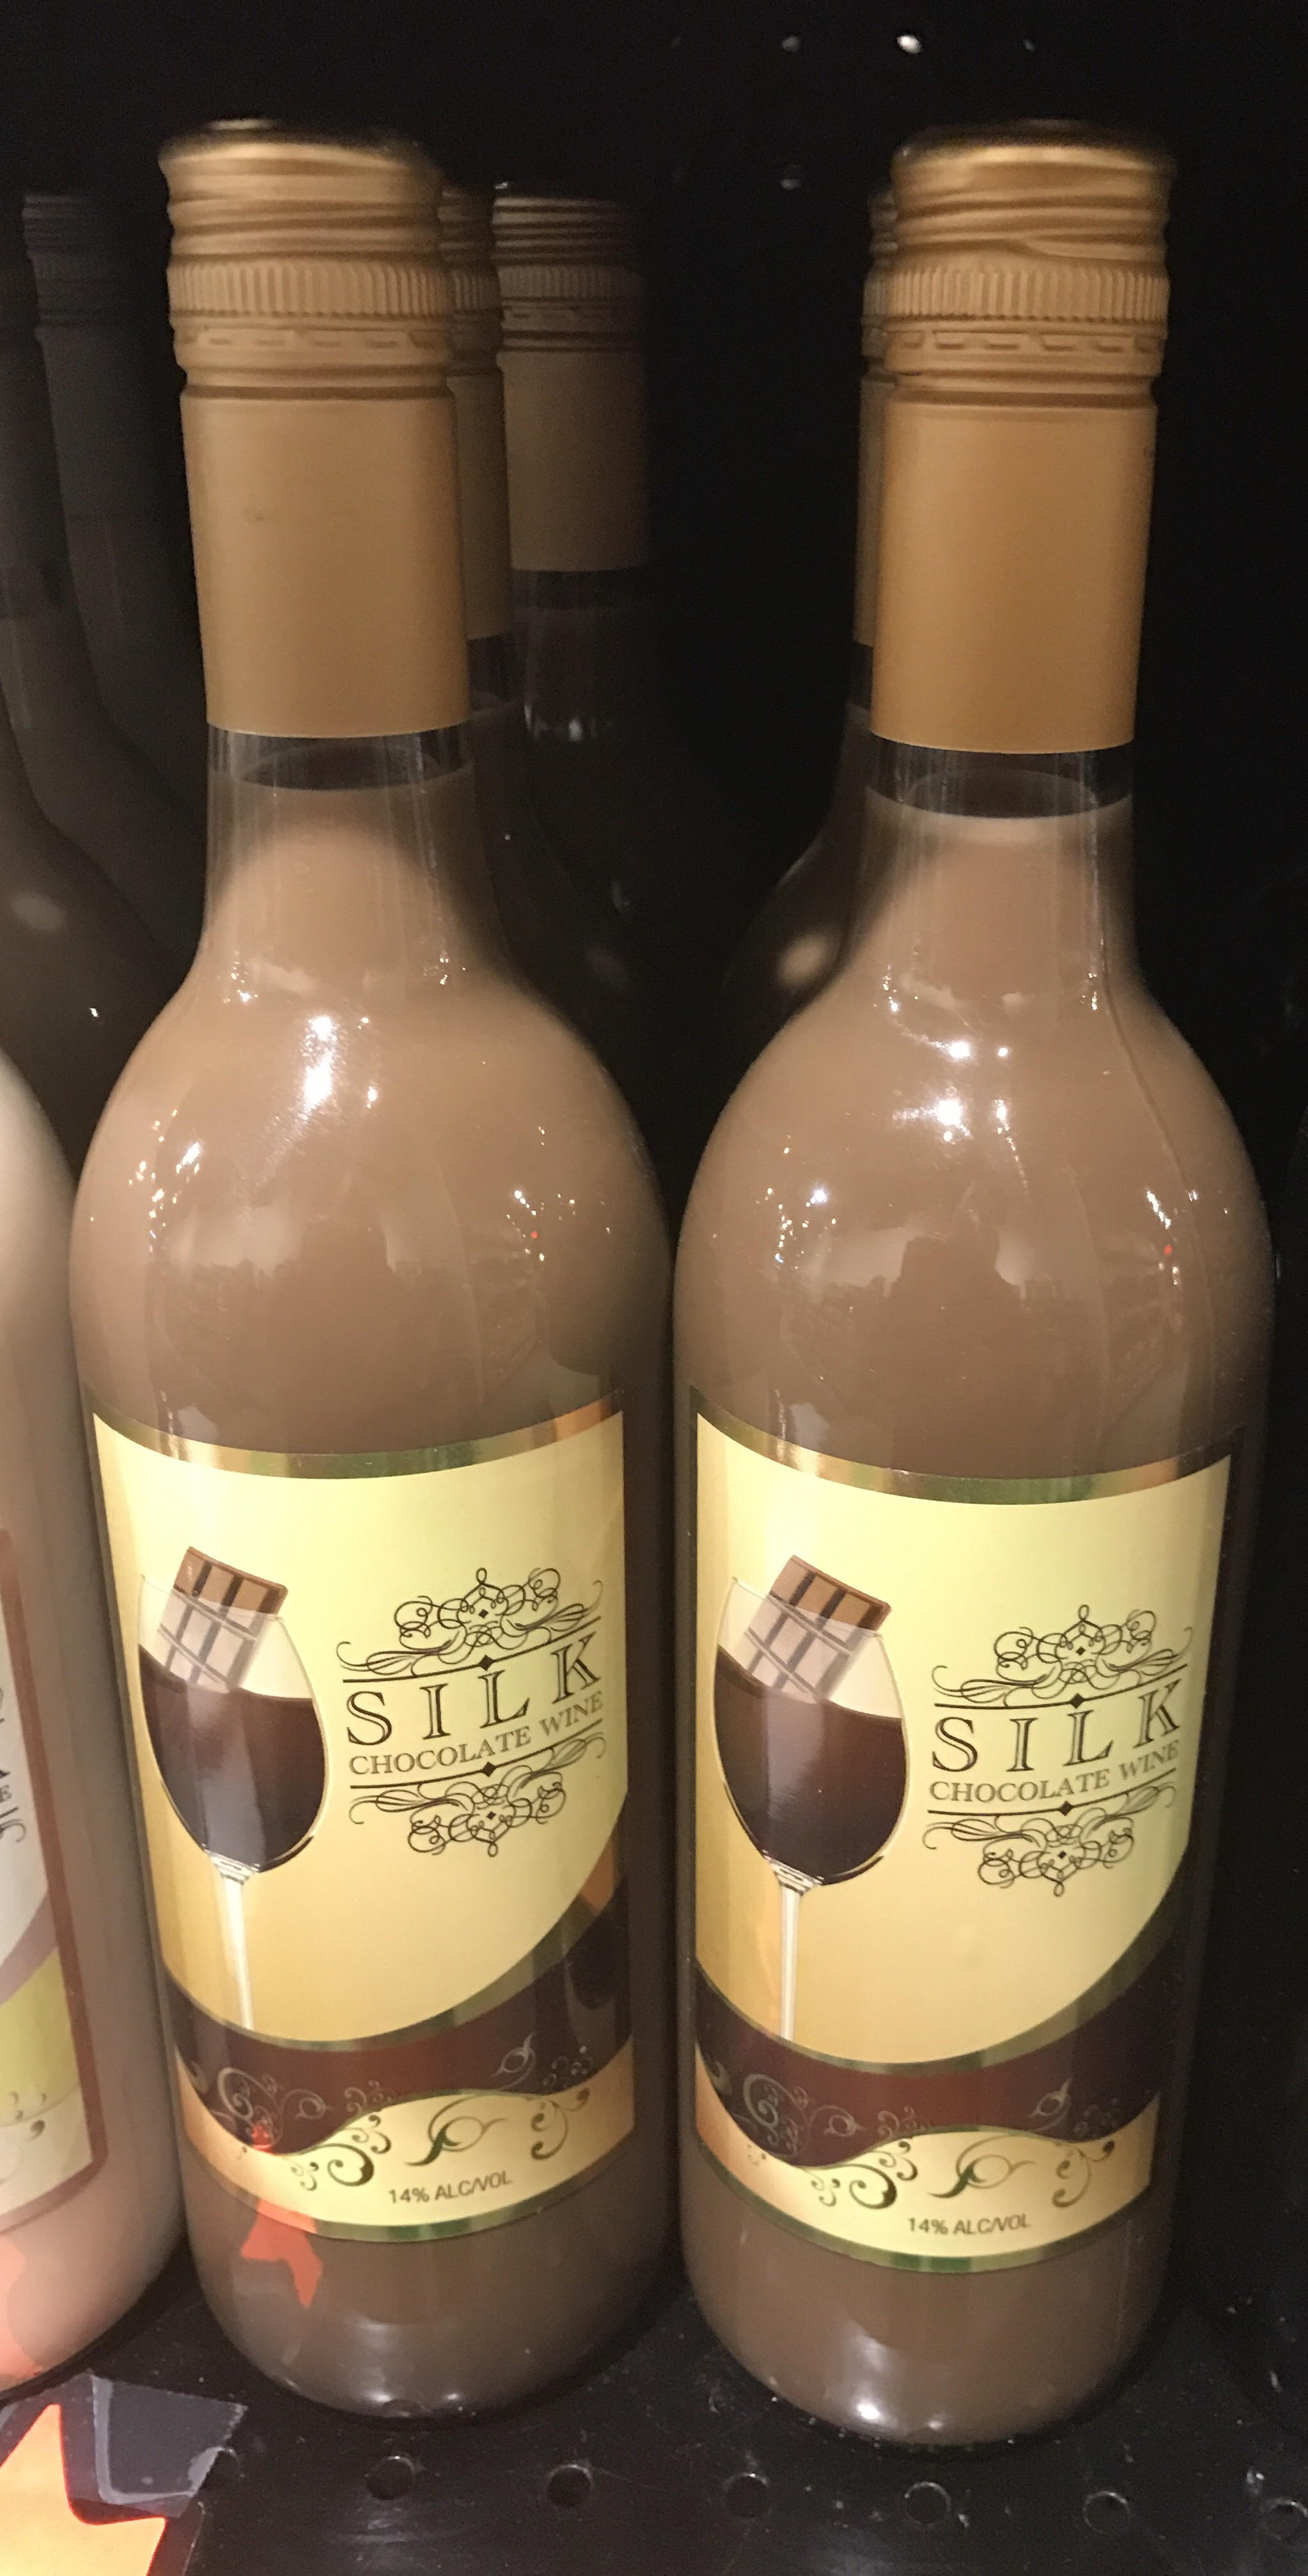 SILK
CHOCOLATE WINE
14% ALC/VOL
SILK
CHOCOLATE WINE
14% ALC/VOL